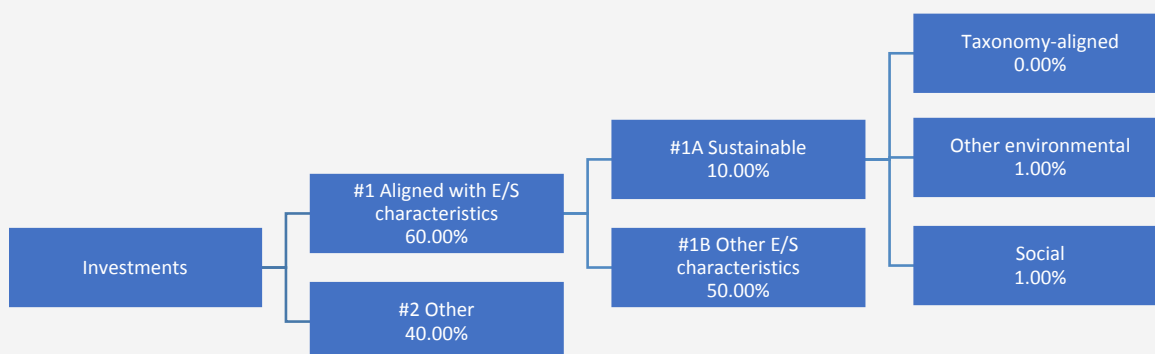 Investments
#1 Aligned with E/S
characteristics
60.00%
#2 Other
40.00%
#1A Sustainable
10.00%
#1B Other E/S
characteristics
50.00%
Taxonomy-aligned
0.00%
Other environmental
1.00%
Social
1.00%